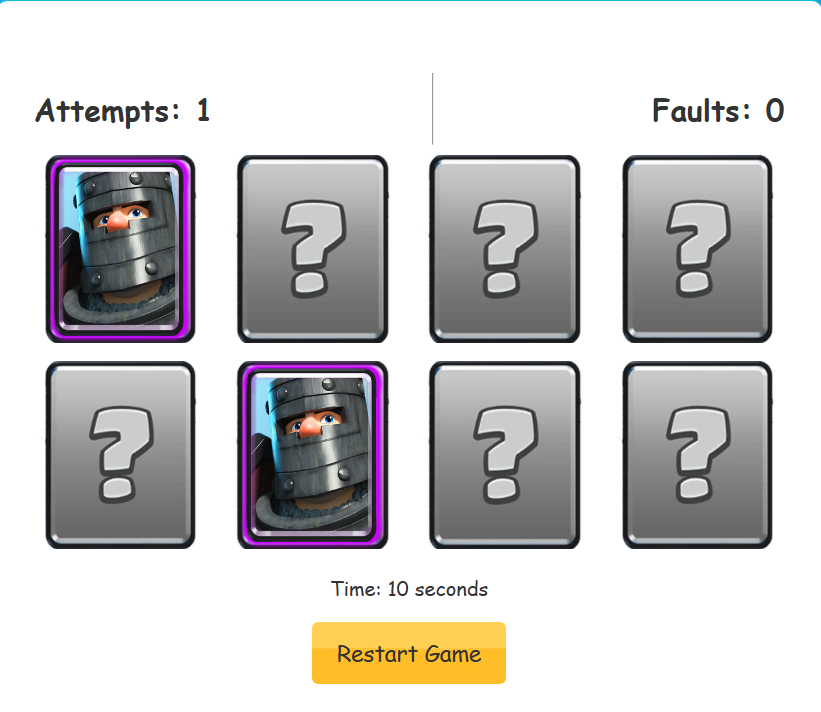 Attempts: 1
Faults: 0
? ? ?
? ? ?
Time: 10 seconds
Restart Game